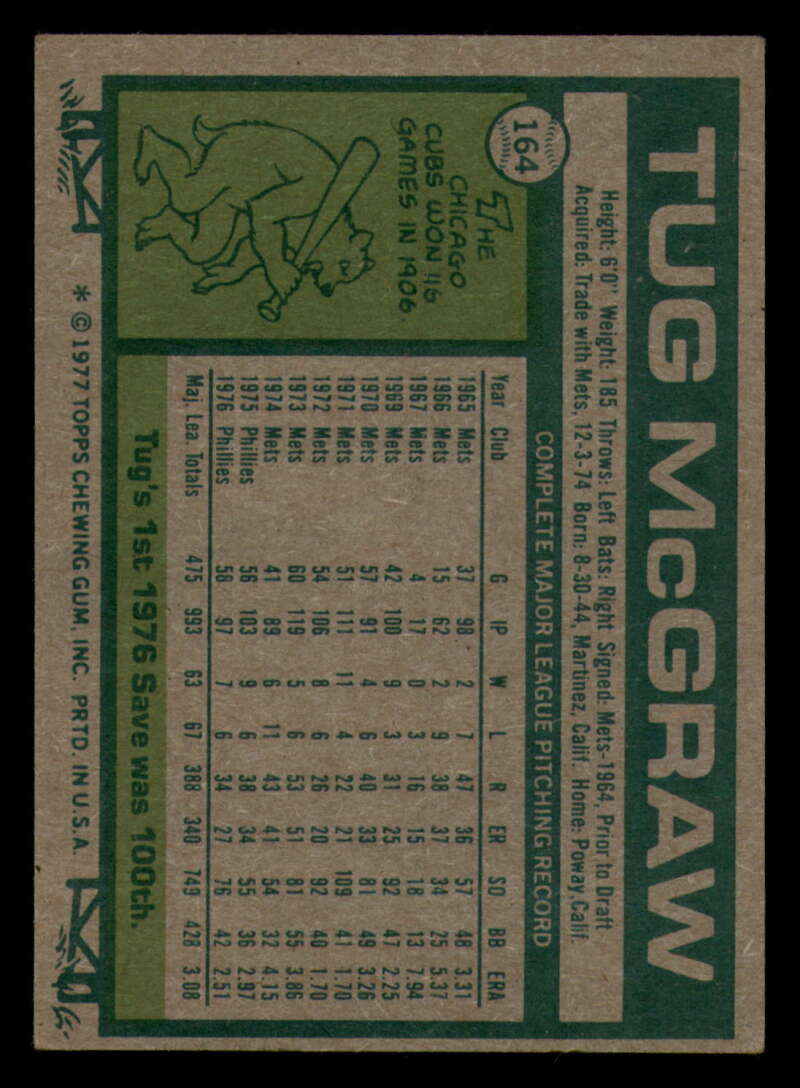 164
TUG McGRAW
Height: 6'0" Weight: 185 Throws: Left Bats: Right Signed: Mets-1964, Prior to Draft
Acquired: Trade with Mets, 12-3-74 Born: 8-30-44, Martinez, Calif. Home: Poway, Calif.
COMPLETE MAJOR LEAGUE PITCHING RECORD
THE
CHICAGO
CUBS WON 116
GAMES IN 1906.
Year Club G IP W L R ER SO BB ERA
1965 Mets 37 98 2 7 47 36 57 48 3.31
1966 Mets 15 62 2 9 38 37 34 25 5.37
1967 Mets 4 17 0 3 16 15 18 13 7.94
1969 Mets 42 100 9 3 31 25 92 47 2.25
1970 Mets 57 91 4 6 40 33 81 49 3.26
1971 Mets 51 111 11 4 22 21 109 41 1.70
1972 Mets 54 106 8 6 26 20 92 40 1.70
1973 Mets 60 119 5 6 53 51 81 55 3.86
1974 Mets 41 89 6 11 43 41 54 32 4.15
1975 Phillies 56 103 9 6 38 34 55 36 2.97
1976 Phillies 58 97 7 6 34 27 76 42 2.51
Maj. Lea. Totals 475 993 63 67 388 340 749 428 3.08
Tug's 1st 1976 Save was 100th.
* © 1977 TOPPS CHEWING GUM, INC. PRTD. IN U.S.A.